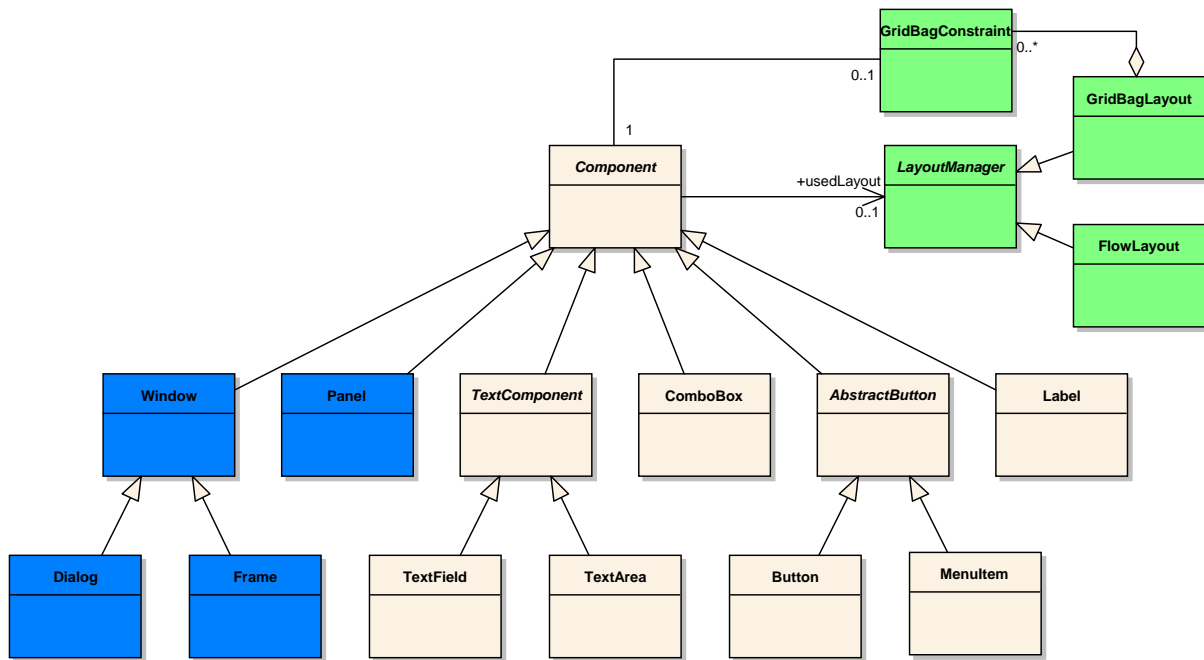 GridBagConstraint
0..*
0..1
GridBagLayout
1
Component
+usedLayout
0..1
LayoutManager
FlowLayout
Window
Panel
TextComponent
ComboBox
AbstractButton
Label
Dialog
Frame
TextField
TextArea
Button
MenuItem